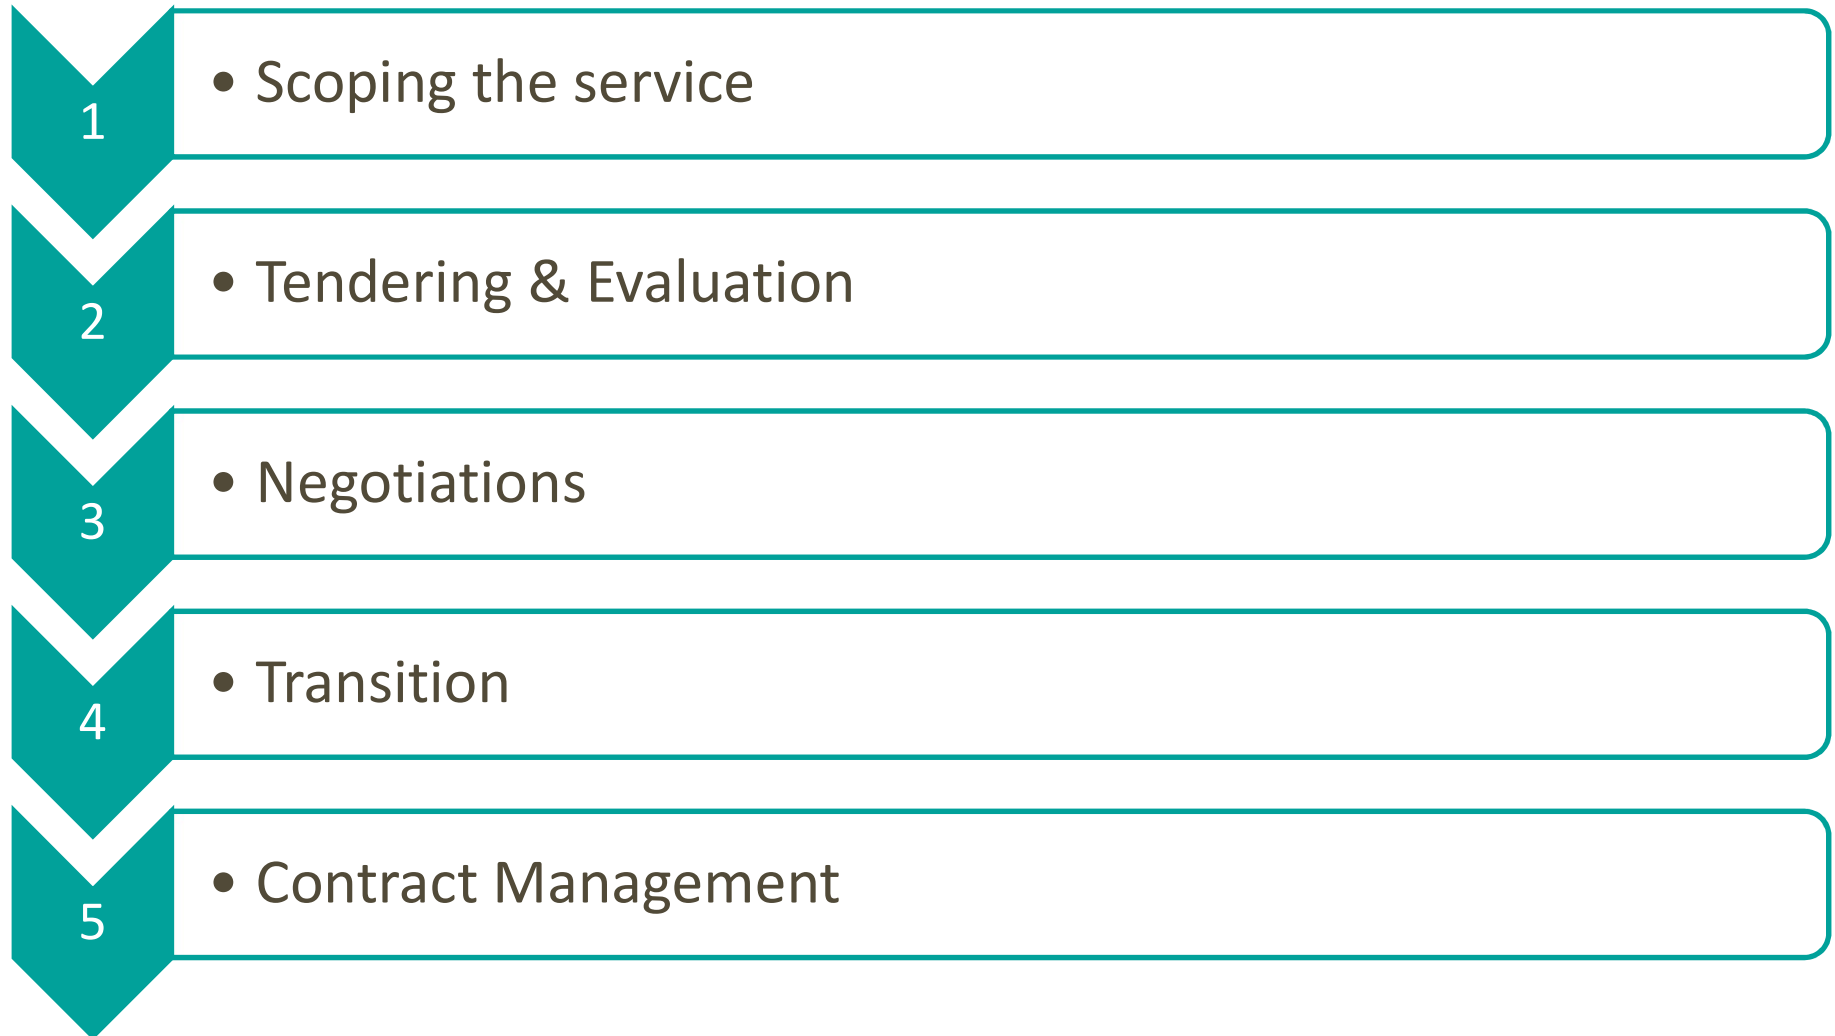 1
• Scoping the service
2
• Tendering & Evaluation
3
• Negotiations
4
• Transition
5
• Contract Management